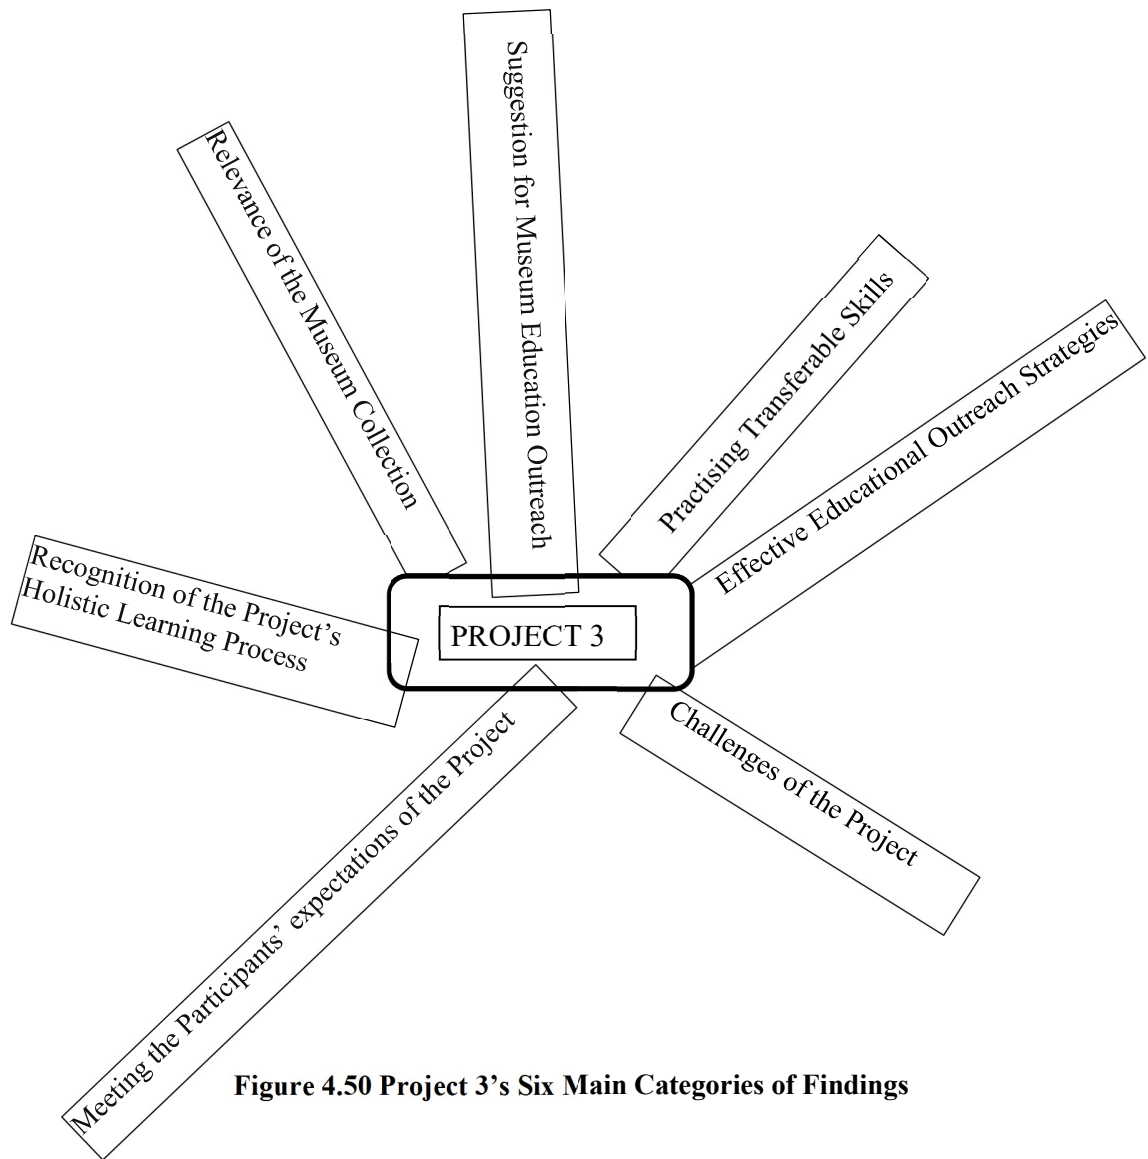 Suggestion for Museum Education Outreach
Relevance of the Museum Collection
Practising Transferable Skills
Effective Educational Outreach Strategies
Recognition of the Project’s
Holistic Learning Process
PROJECT 3
Challenges of the Project
Meeting the Participants’ expectations of the Project
Figure 4.50 Project 3’s Six Main Categories of Findings